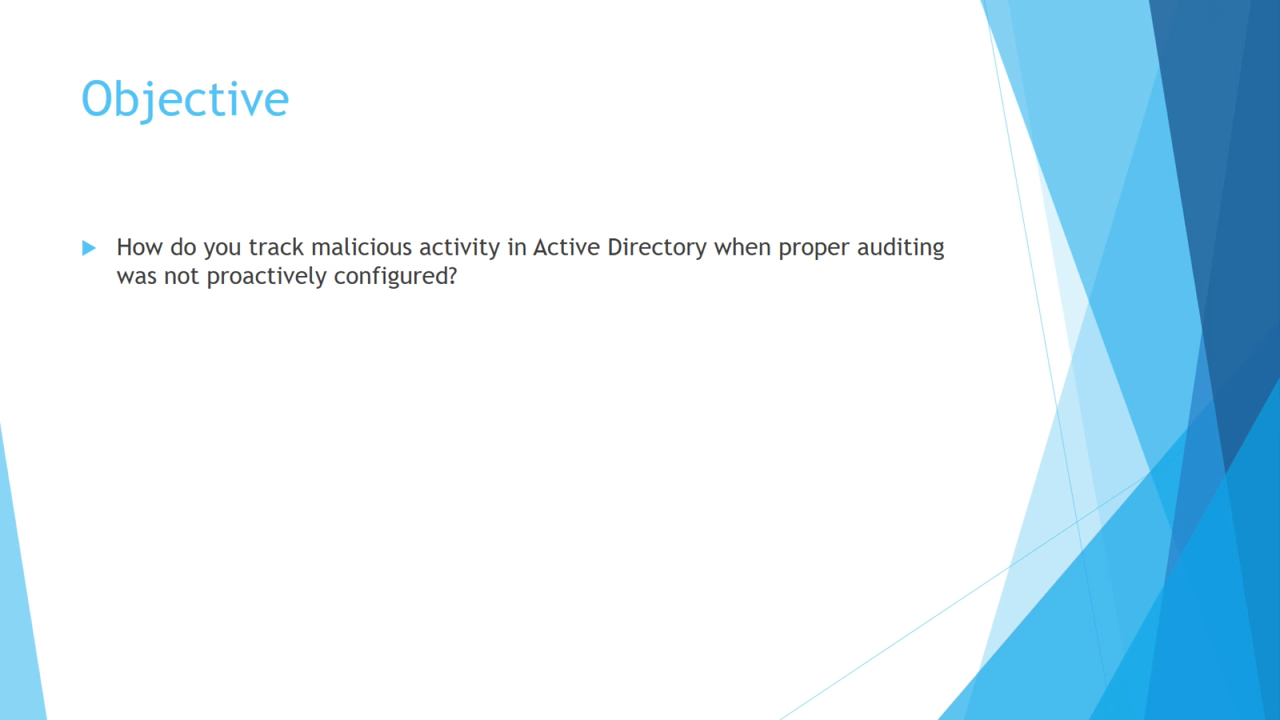 Objective
How do you track malicious activity in Active Directory when proper auditing
was not proactively configured?